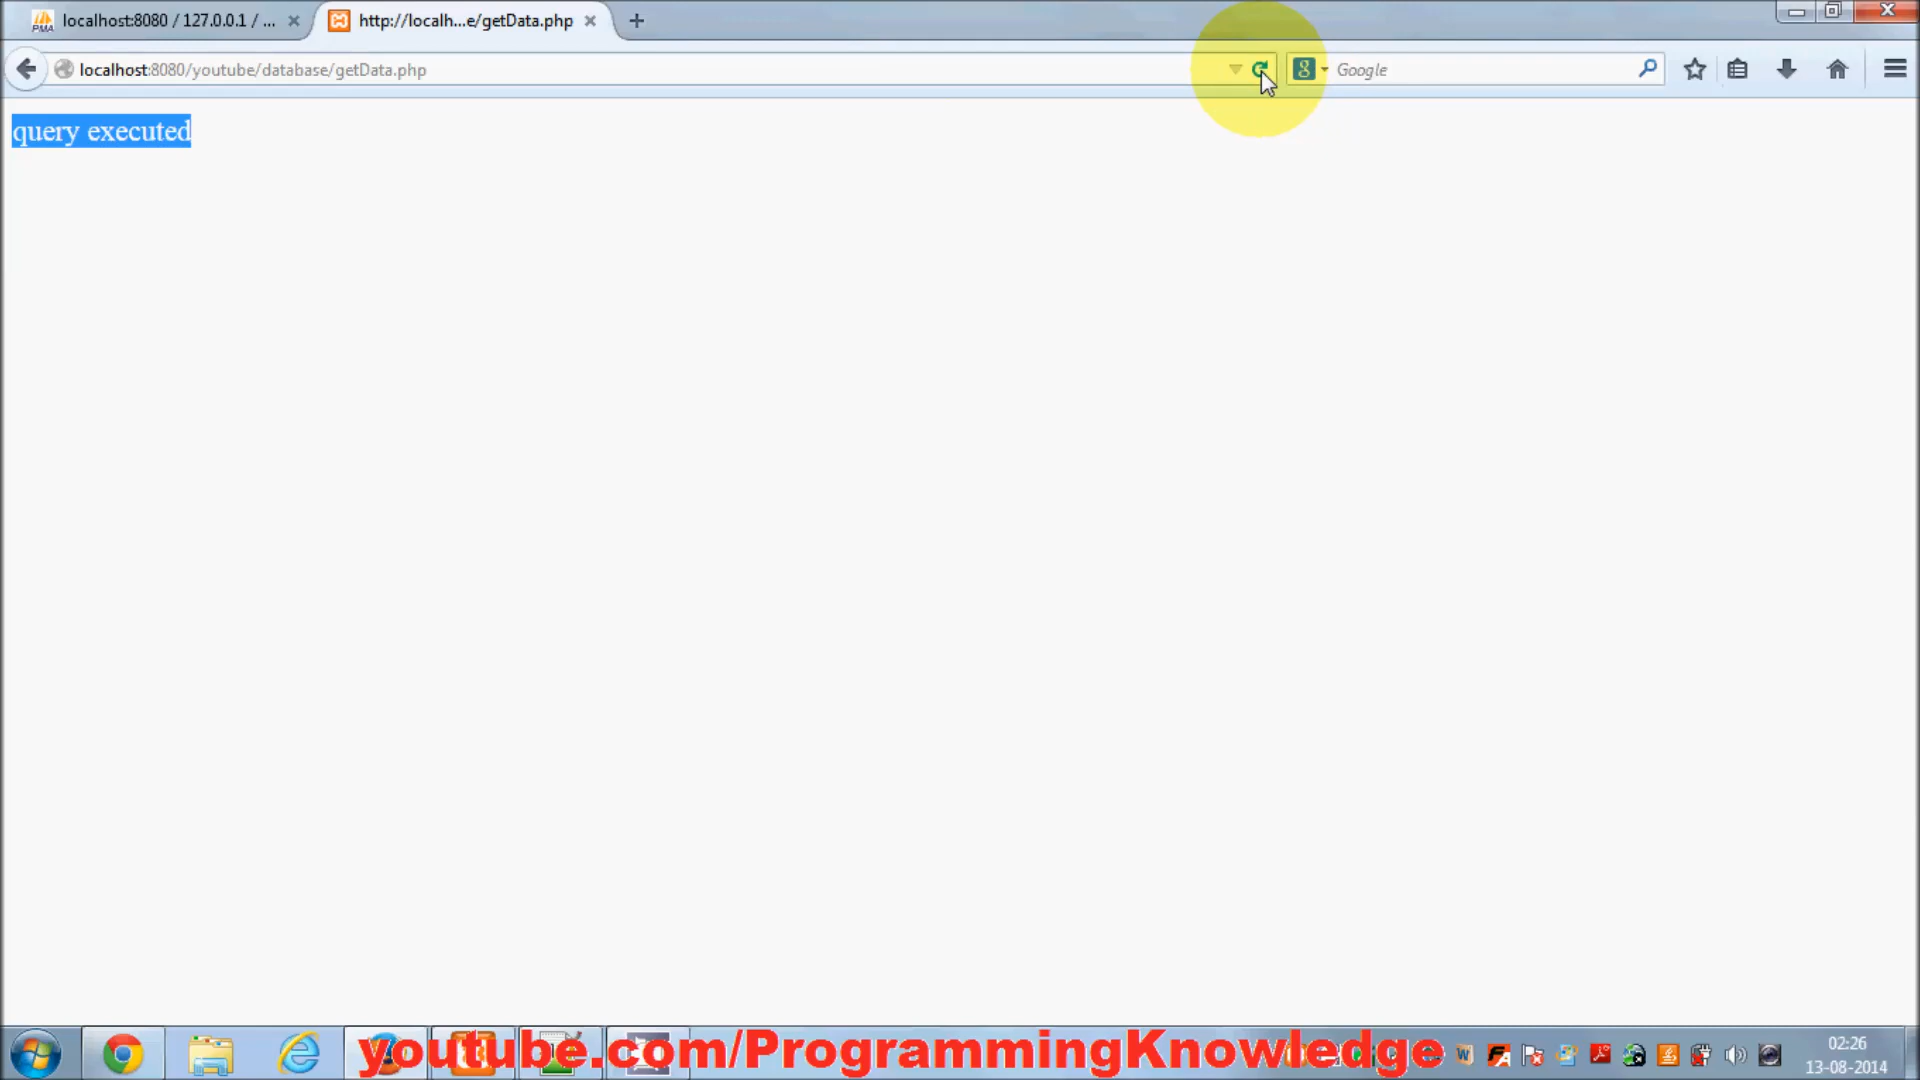 localhost:8080 / 127.0.0.1 / ...
http://localh...e/getData.php
localhost:8080/youtube/database/getData.php
Google
query executed
youtube.com/ProgrammingKnowledge
02:26
13-08-2014